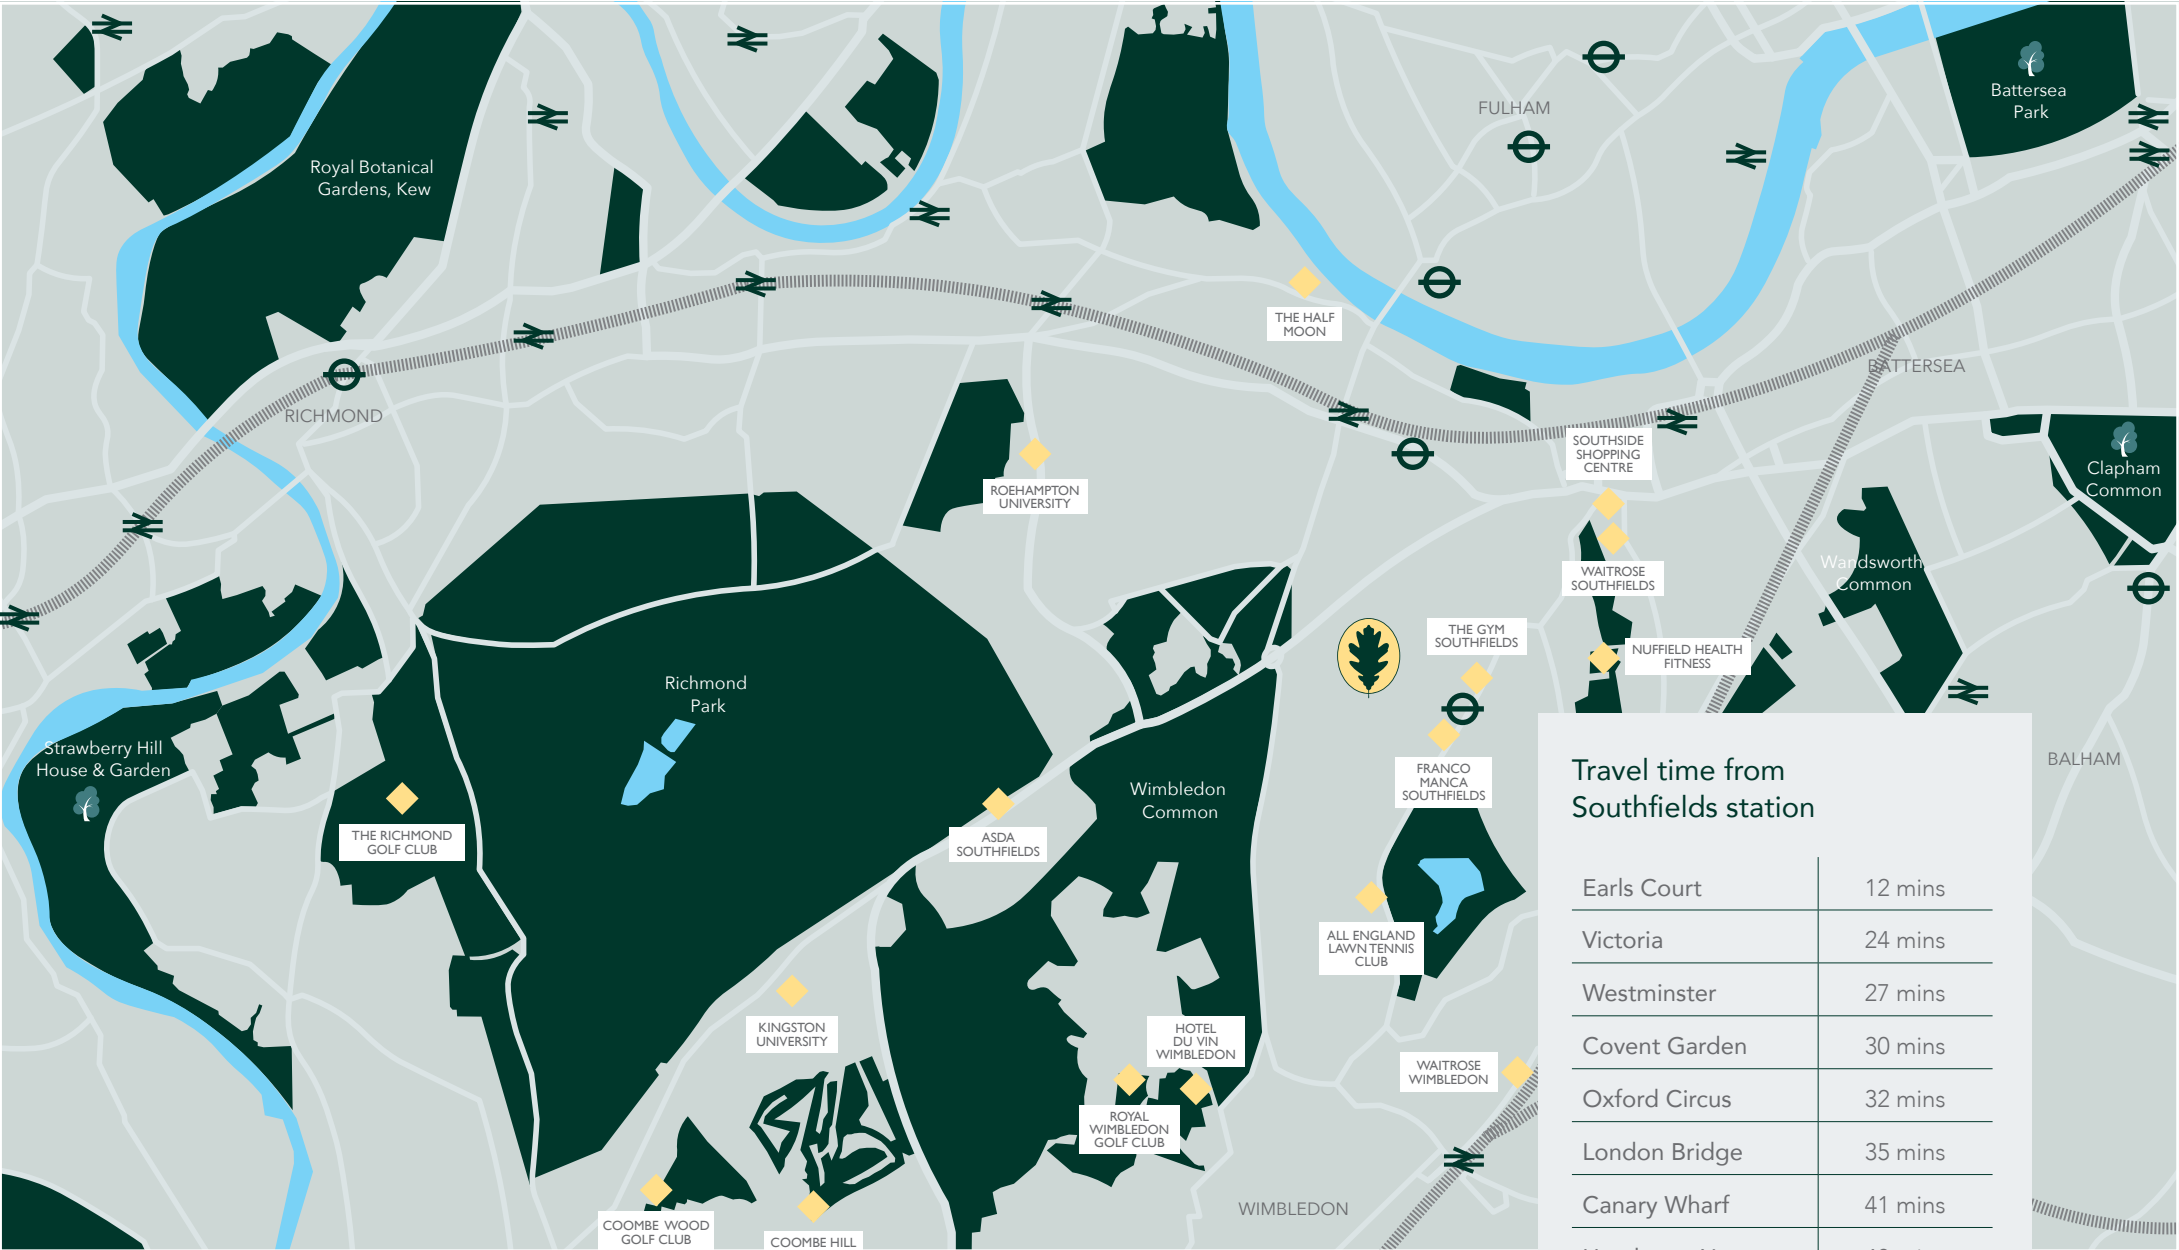 FULHAM
Battersea
Park
Royal Botanical
Gardens, Kew
THE HALF
MOON
BATTERSEA
RICHMOND
SOUTHSIDE
SHOPPING
CENTRE
Clapham
Common
ROEHAMPTON
UNIVERSITY
WAITROSE
SOUTHFIELDS
Wandsworth
Common
THE GYM
SOUTHFIELDS
NUFFIELD HEALTH
FITNESS
Richmond
Park
Strawberry Hill
House & Garden
Wimbledon
Common
FRANCO
MANCA
SOUTHFIELDS
BALHAM
THE RICHMOND
GOLF CLUB
ASDA
SOUTHFIELDS
ALL ENGLAND
LAWN TENNIS
CLUB
KINGSTON
UNIVERSITY
HOTEL
DU VIN
WIMBLEDON
WAITROSE
WIMBLEDON
ROYAL
WIMBLEDON
GOLF CLUB
WIMBLEDON
COOMBE WOOD
GOLF CLUB
COOMBE HILL
Travel time from
Southfields station
Earls Court 12 mins
Victoria 24 mins
Westminster 27 mins
Covent Garden 30 mins
Oxford Circus 32 mins
London Bridge 35 mins
Canary Wharf 41 mins